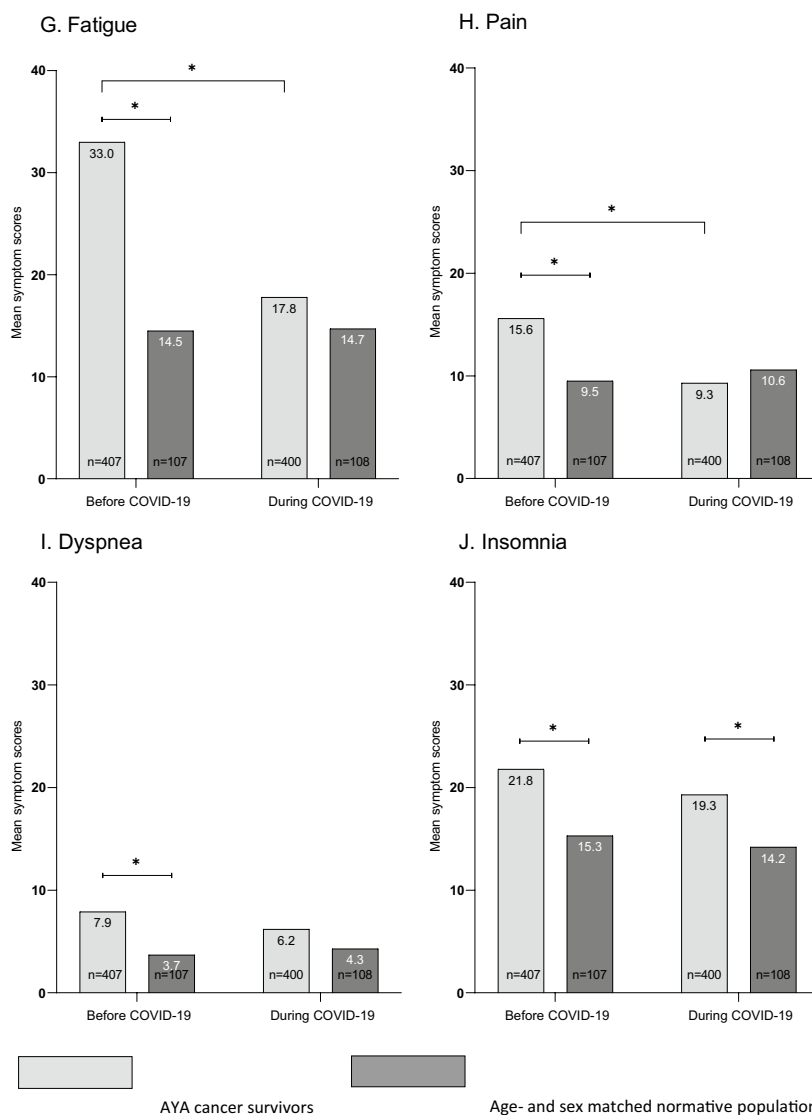 G. Fatigue
40
30
20
10
0
Mean symptom scores
*
*
33.0
14.5
17.8
14.7
n=407
n=107
n=400
n=108
Before COVID-19
During COVID-19
H. Pain
40
30
20
10
0
Mean symptom scores
*
*
15.6
9.5
9.3
10.6
n=407
n=107
n=400
n=108
Before COVID-19
During COVID-19
I. Dyspnea
40
30
20
10
0
Mean symptom scores
*
7.9
3.7
6.2
4.3
n=407
n=107
n=400
n=108
Before COVID-19
During COVID-19
J. Insomnia
40
30
20
10
0
Mean symptom scores
*
*
21.8
15.3
19.3
14.2
n=407
n=107
n=400
n=108
Before COVID-19
During COVID-19
AYA cancer survivors
Age- and sex matched normative population